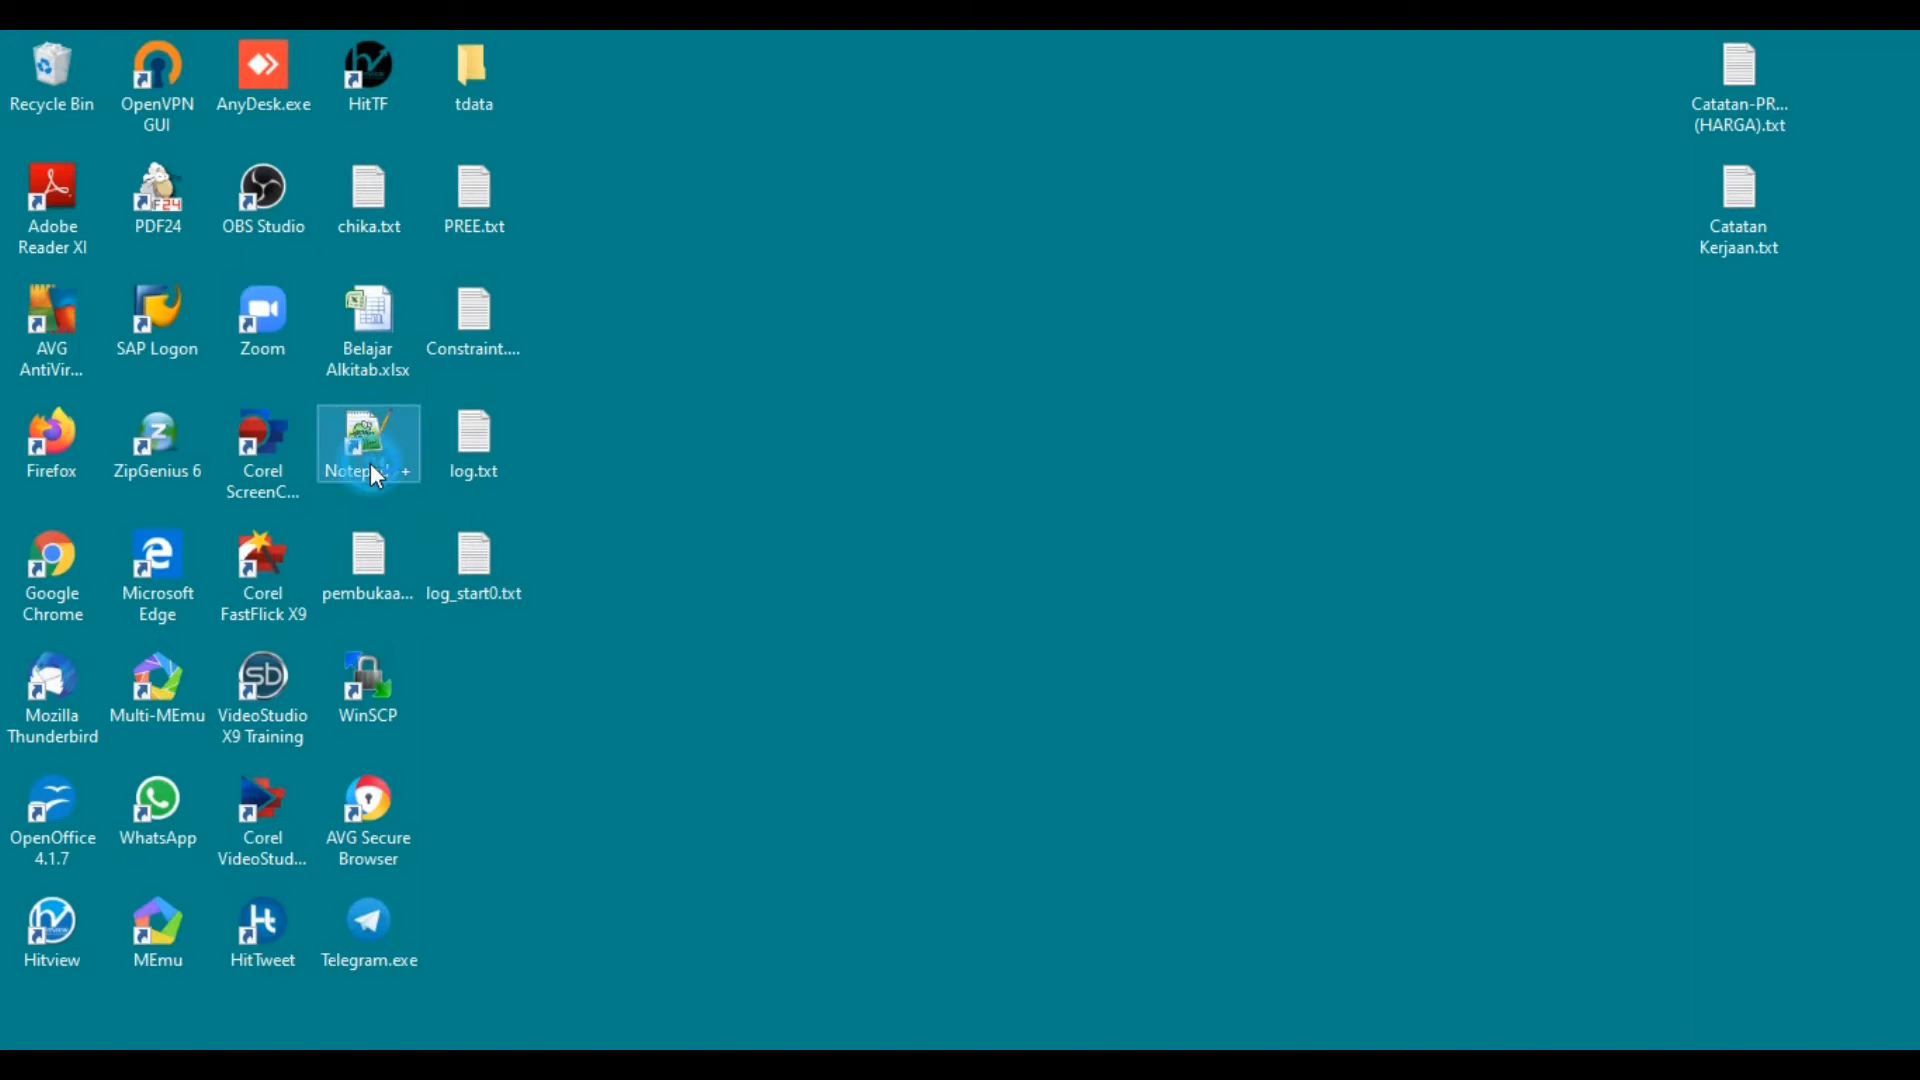 Recycle Bin
OpenVPN
GUI
AnyDesk.exe
HitTF
tdata
Catatan-PR...
(HARGA).txt
Adobe
Reader XI
PDF24
OBS Studio
chika.txt
PREE.txt
Catatan
Kerjaan.txt
AVG
AntiVir...
SAP Logon
Zoom
Belajar
Alkitab.xlsx
Constraint....
Firefox
ZipGenius 6
Corel
ScreenC...
log.txt
Google
Chrome
Microsoft
Edge
Corel
FastFlick X9
pembukaa...
log_start0.txt
Mozilla
Thunderbird
Multi-MEmu
VideoStudio
X9 Training
WinSCP
OpenOffice
4.1.7
WhatsApp
Corel
VideoStud...
AVG Secure
Browser
Hitview
MEmu
HitTweet
Telegram.exe